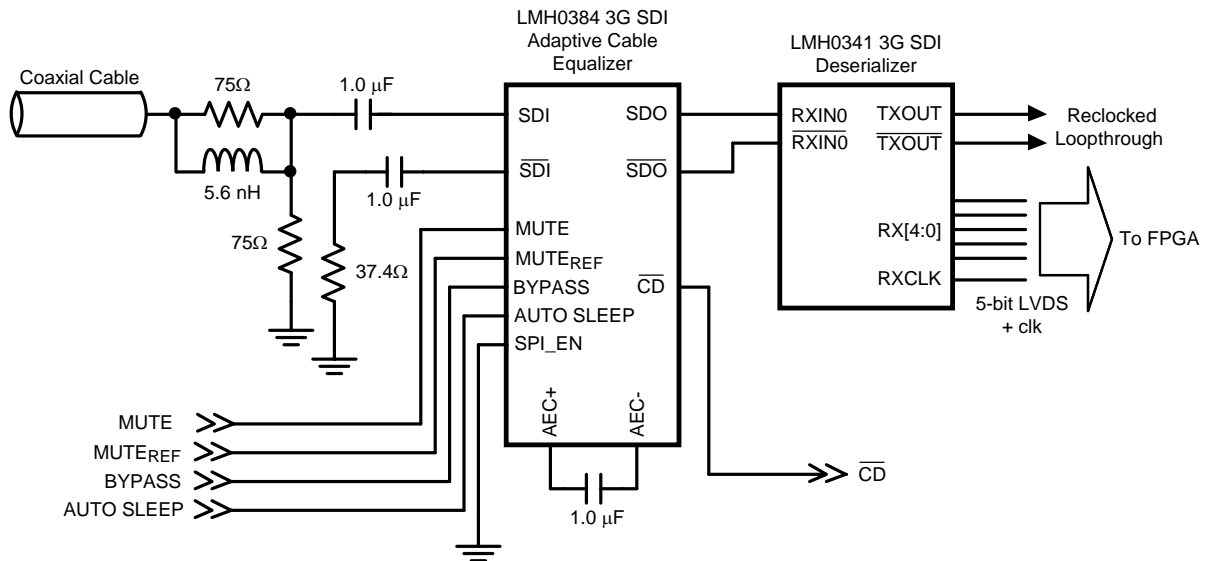 LMH0384 3G SDI
Adaptive Cable
Equalizer
LMH0341 3G SDI
Deserializer
Coaxial Cable
75Ω
1.0 μF
5.6 nH
1.0 μF
75Ω
37.4Ω
SDI
SDI
MUTE
MUTEREF
BYPASS
AUTO SLEEP
SPI_EN
AEC+
AEC-
SDO
SDO
CD
RXIN0
RXIN0
TXOUT
TXOUT
RX[4:0]
RXCLK
Reclocked
Loopthrough
To FPGA
5-bit LVDS
+ clk
MUTE
MUTEREF
BYPASS
AUTO SLEEP
1.0 μF
CD